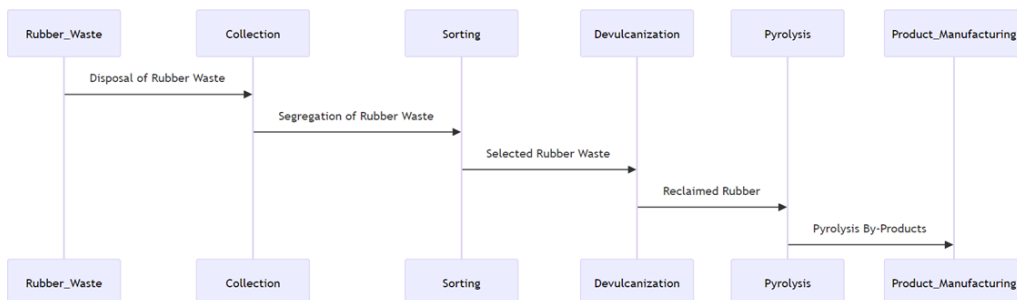 Rubber_Waste
Collection
Sorting
Devulcanization
Pyrolysis
Product_Manufacturing
Disposal of Rubber Waste
Segregation of Rubber Waste
Selected Rubber Waste
Reclaimed Rubber
Pyrolysis By-Products
Rubber_Waste
Collection
Sorting
Devulcanization
Pyrolysis
Product_Manufacturing